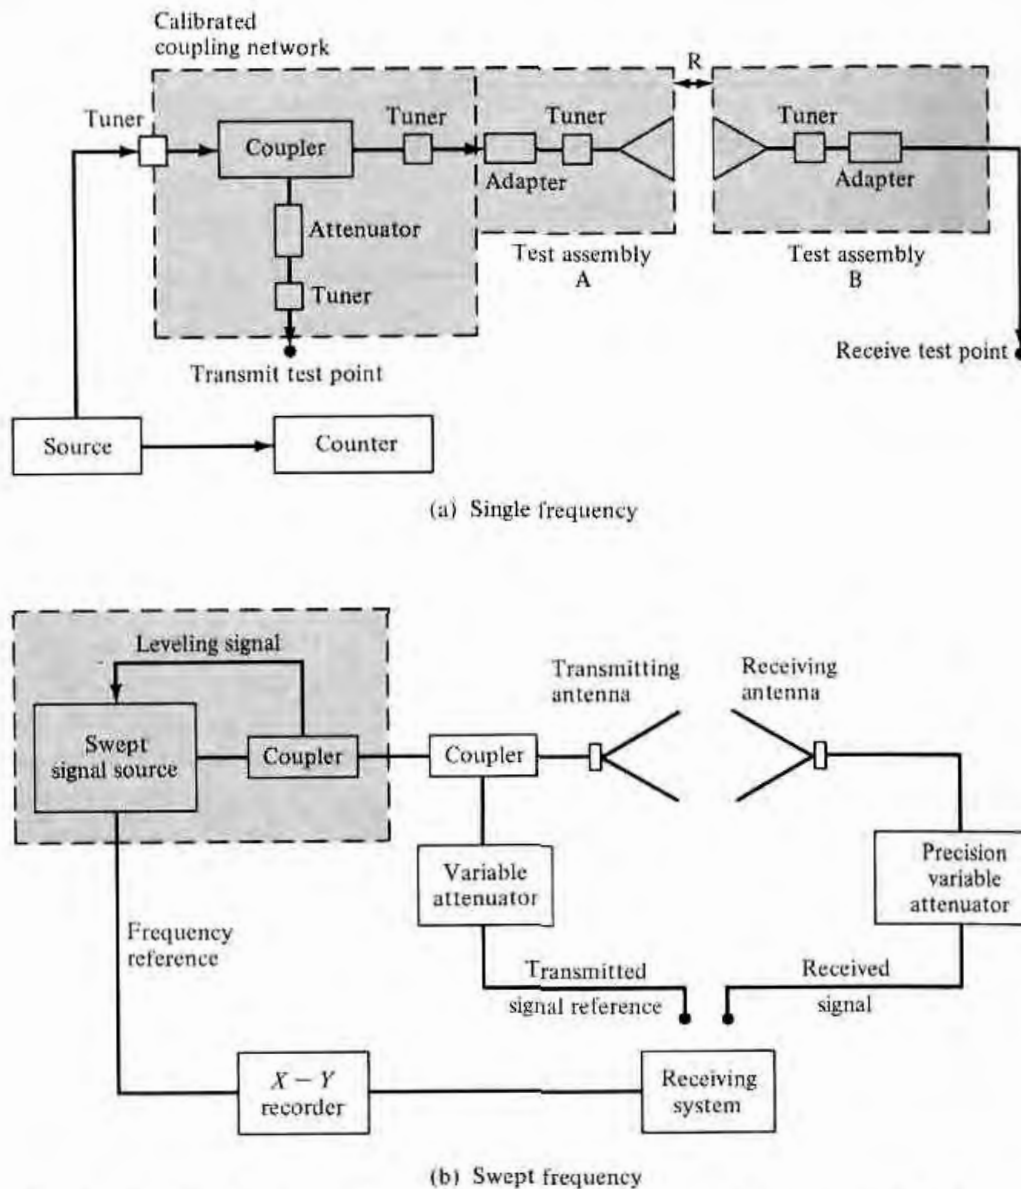 Calibrated
coupling network
R
Tuner
Coupler
Tuner
Tuner
Adapter
Tuner
Adapter
Attenuator
Test assembly
A
Test assembly
B
Tuner
Transmit test point
Receive test point
Source
Counter
(a) Single frequency
Leveling signal
Transmitting
antenna
Receiving
antenna
Swept
signal source
Coupler
Coupler
Variable
attenuator
Precision
variable
attenuator
Frequency
reference
Transmitted
signal reference
Received
signal
X – Y
recorder
Receiving
system
(b) Swept frequency